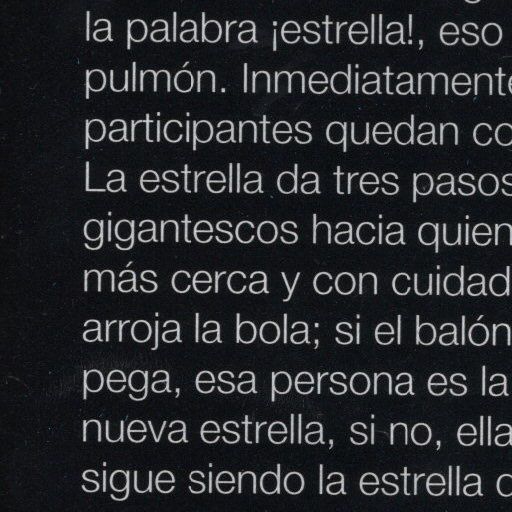 la palabra ¡estrella!, eso
pulmón. Inmediatamente
participantes quedan co
La estrella da tres pasos
gigantescos hacia quien
más cerca y con cuidad
arroja la bola; si el balón
pega, esa persona es la
nueva estrella, si no, ella
sigue siendo la estrella